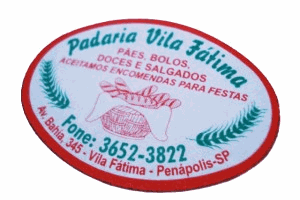 Padaria Vila Fátima
PÃES, BOLOS,
DOCES E SALGADOS
ACEITAMOS ENCOMENDAS PARA FESTAS
Fone: 3652-3822
Av. Bahia, 345 - Vila Fátima - Penápolis-SP